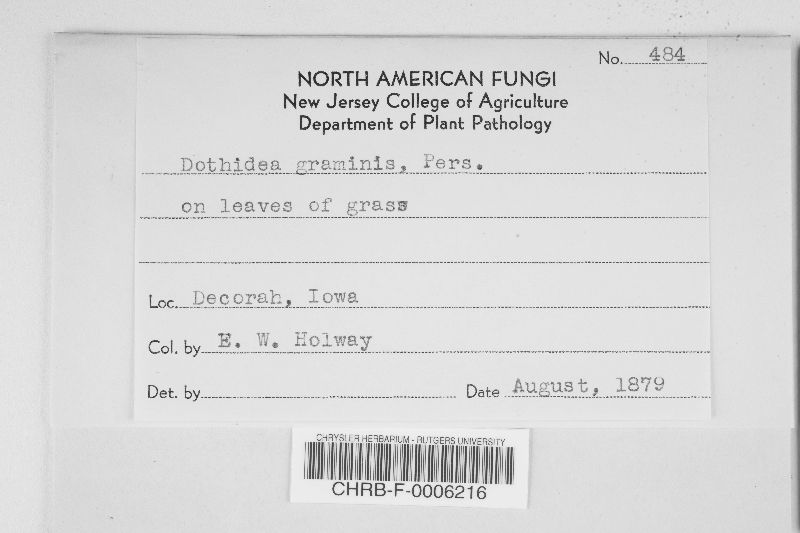 No. 484
NORTH AMERICAN FUNGI
New Jersey College of Agriculture
Department of Plant Pathology
Dothidea graminis, Pers.
on leaves of grass
Loc. Decorah, Iowa
Col. by E. W. Holway
Det. by
Date August, 1879
CHRYSLER HERBARIUM - RUTGERS UNIVERSITY
CHRB-F-0006216